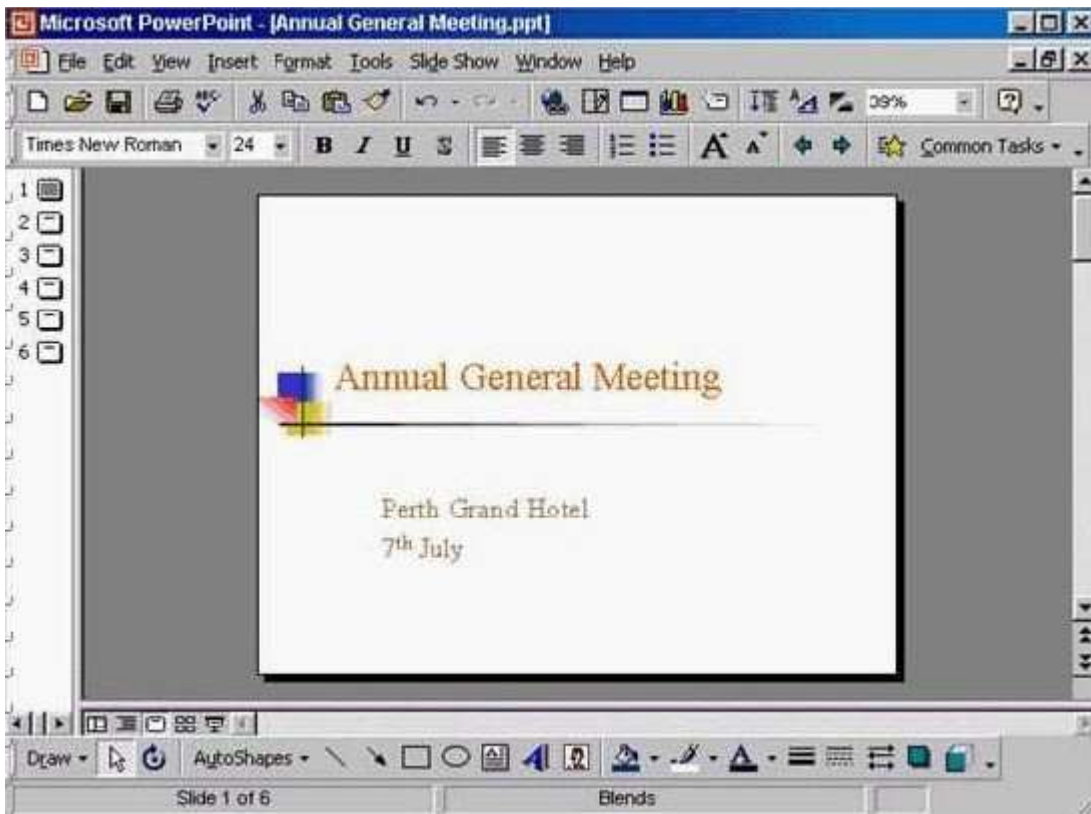 Microsoft PowerPoint - [Annual General Meeting.ppt]
File Edit View Insert Format Tools Slide Show Window Help
ABC 39%
Times New Roman 24 B I U S A A Common Tasks
1
2
3
4
5
6
Annual General Meeting
Perth Grand Hotel
7th July
Draw AutoShapes A A
Slide 1 of 6 Blends